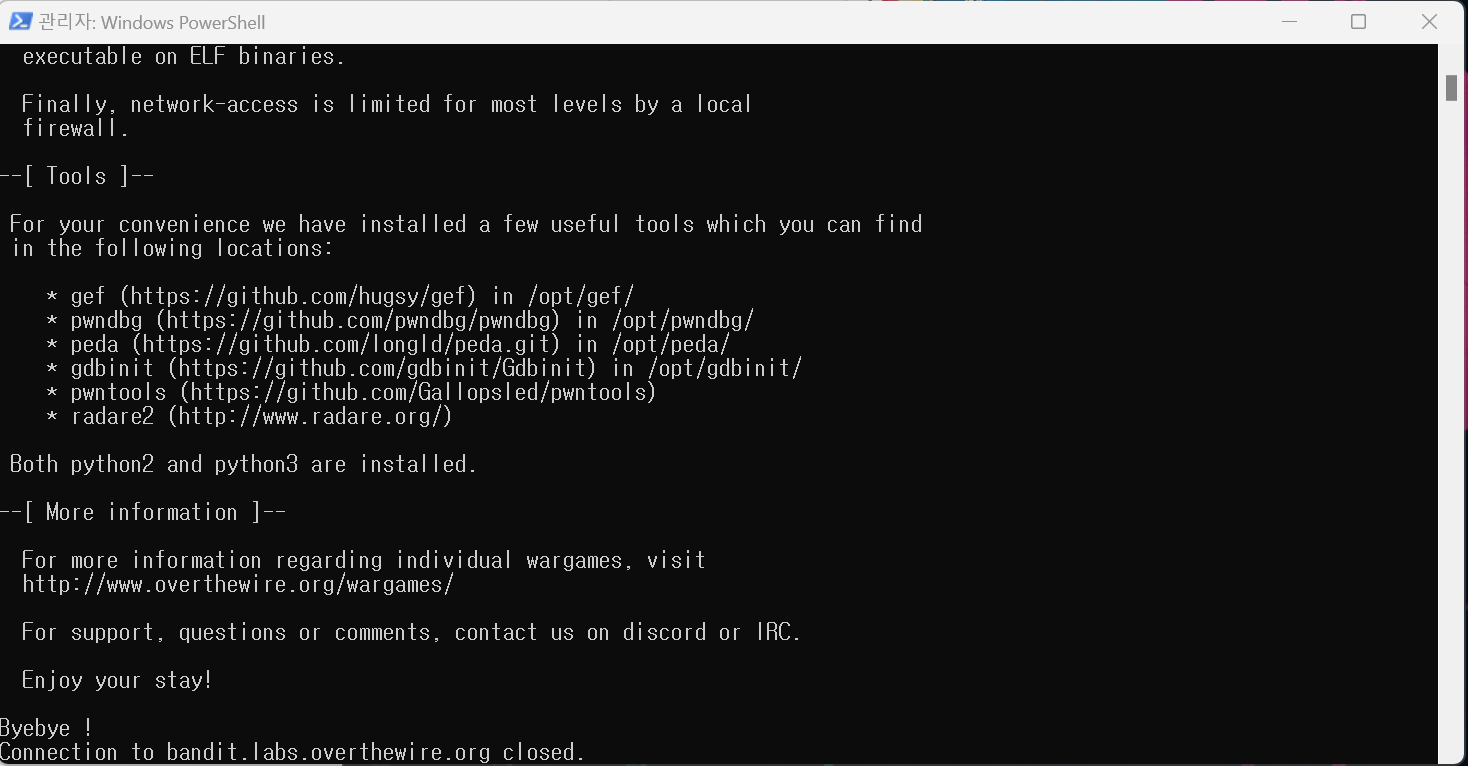 관리자: Windows PowerShell
executable on ELF binaries.
Finally, network-access is limited for most levels by a local
firewall.
--[ Tools ]--
For your convenience we have installed a few useful tools which you can find
in the following locations:
* gef (https://github.com/hugsy/gef) in /opt/gef/
* pwndbg (https://github.com/pwndbg/pwndbg) in /opt/pwndbg/
* peda (https://github.com/longld/peda.git) in /opt/peda/
* gdbinit (https://github.com/gdbinit/Gdbinit) in /opt/gdbinit/
* pwntools (https://github.com/Gallopsled/pwntools)
* radare2 (http://www.radare.org/)
Both python2 and python3 are installed.
--[ More information ]--
For more information regarding individual wargames, visit
http://www.overthewire.org/wargames/
For support, questions or comments, contact us on discord or IRC.
Enjoy your stay!
Byebye !
Connection to bandit.labs.overthewire.org closed.